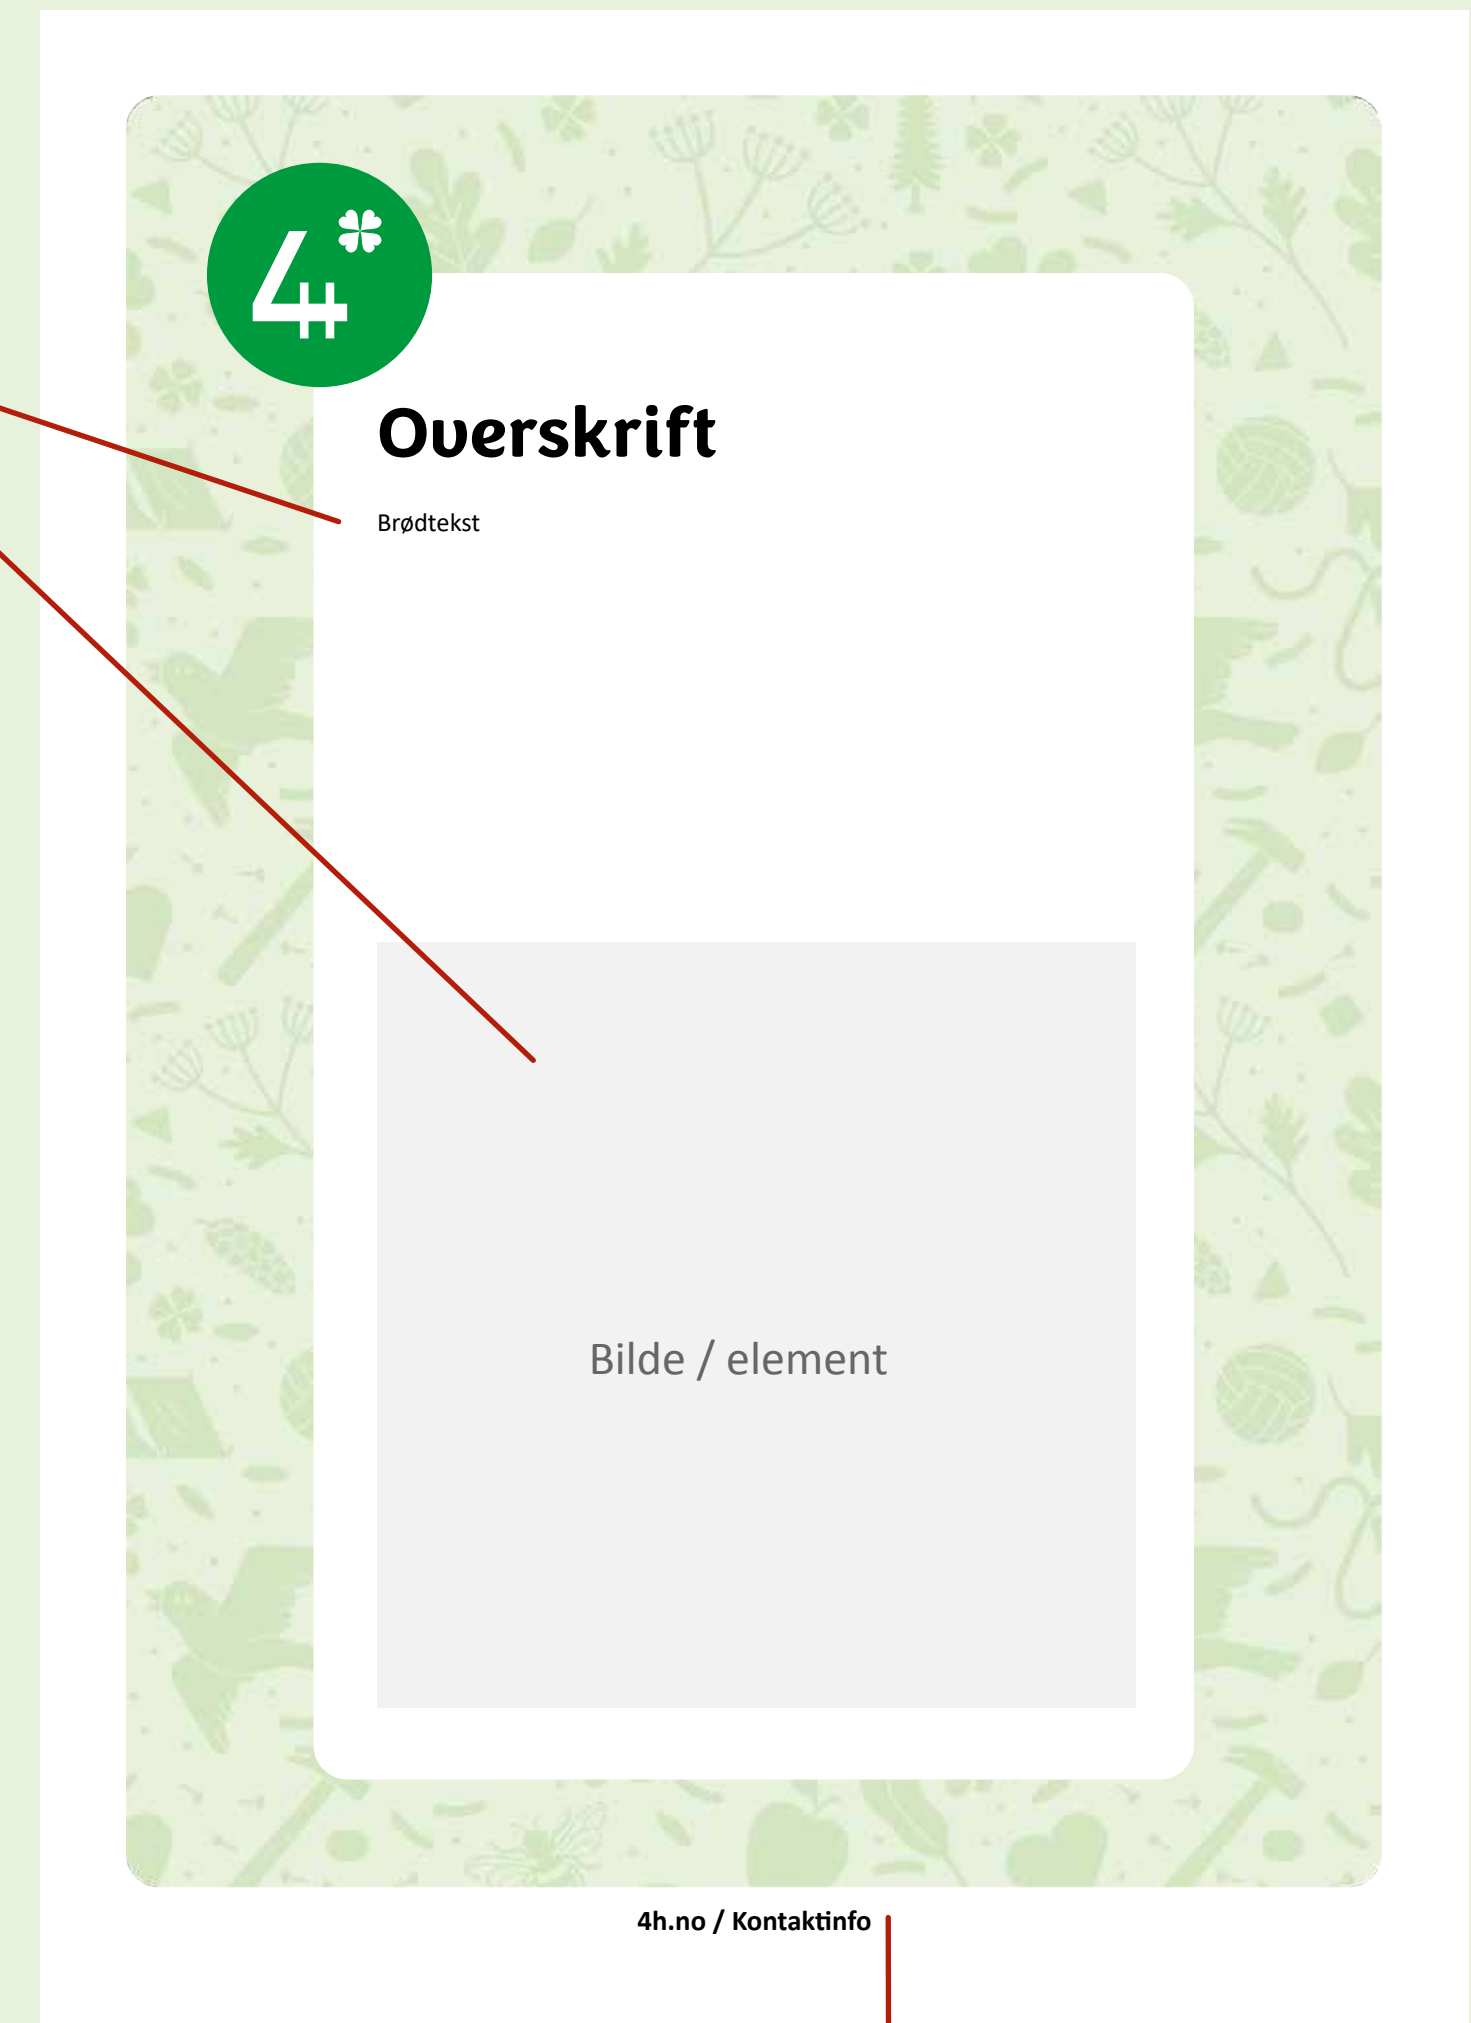 4H
Overskrift
Brødtekst
Bilde / element
4h.no / Kontaktinfo